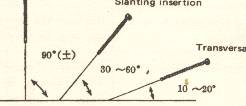 Slanting insertion
Transversa
90° (±)
30 ~60°
10 ~20°